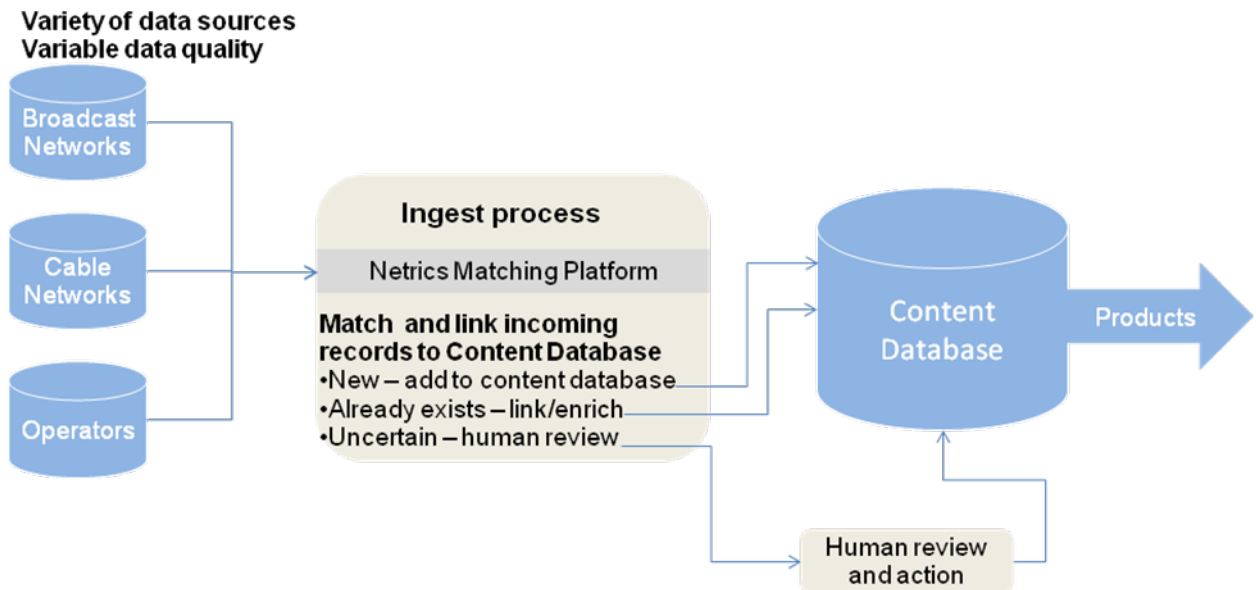 Variety of data sources
Variable data quality
Broadcast
Networks
Cable
Networks
Operators
Ingest process
Netrics Matching Platform
Match and link incoming
records to Content Database
•New – add to content database
•Already exists – link/enrich
•Uncertain – human review
Content
Database
Products
Human review
and action